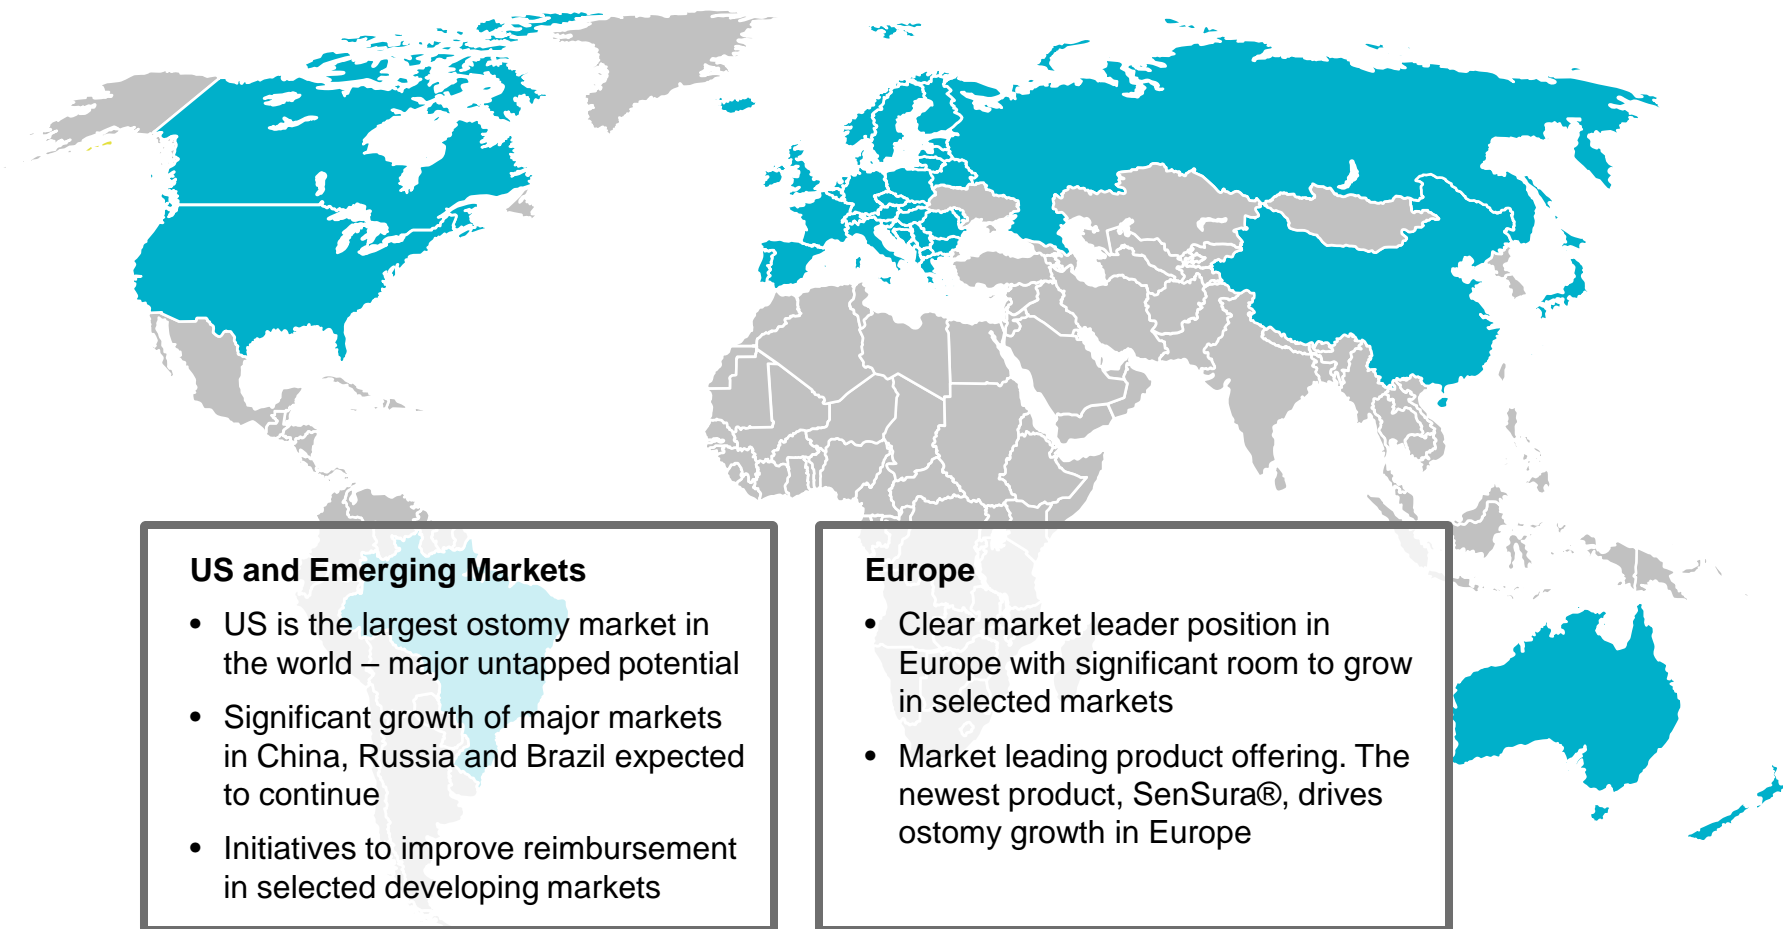 US and Emerging Markets
• US is the largest ostomy market in
the world – major untapped potential
• Significant growth of major markets
in China, Russia and Brazil expected
to continue
• Initiatives to improve reimbursement
in selected developing markets
Europe
• Clear market leader position in
Europe with significant room to grow
in selected markets
• Market leading product offering. The
newest product, SenSura®, drives
ostomy growth in Europe